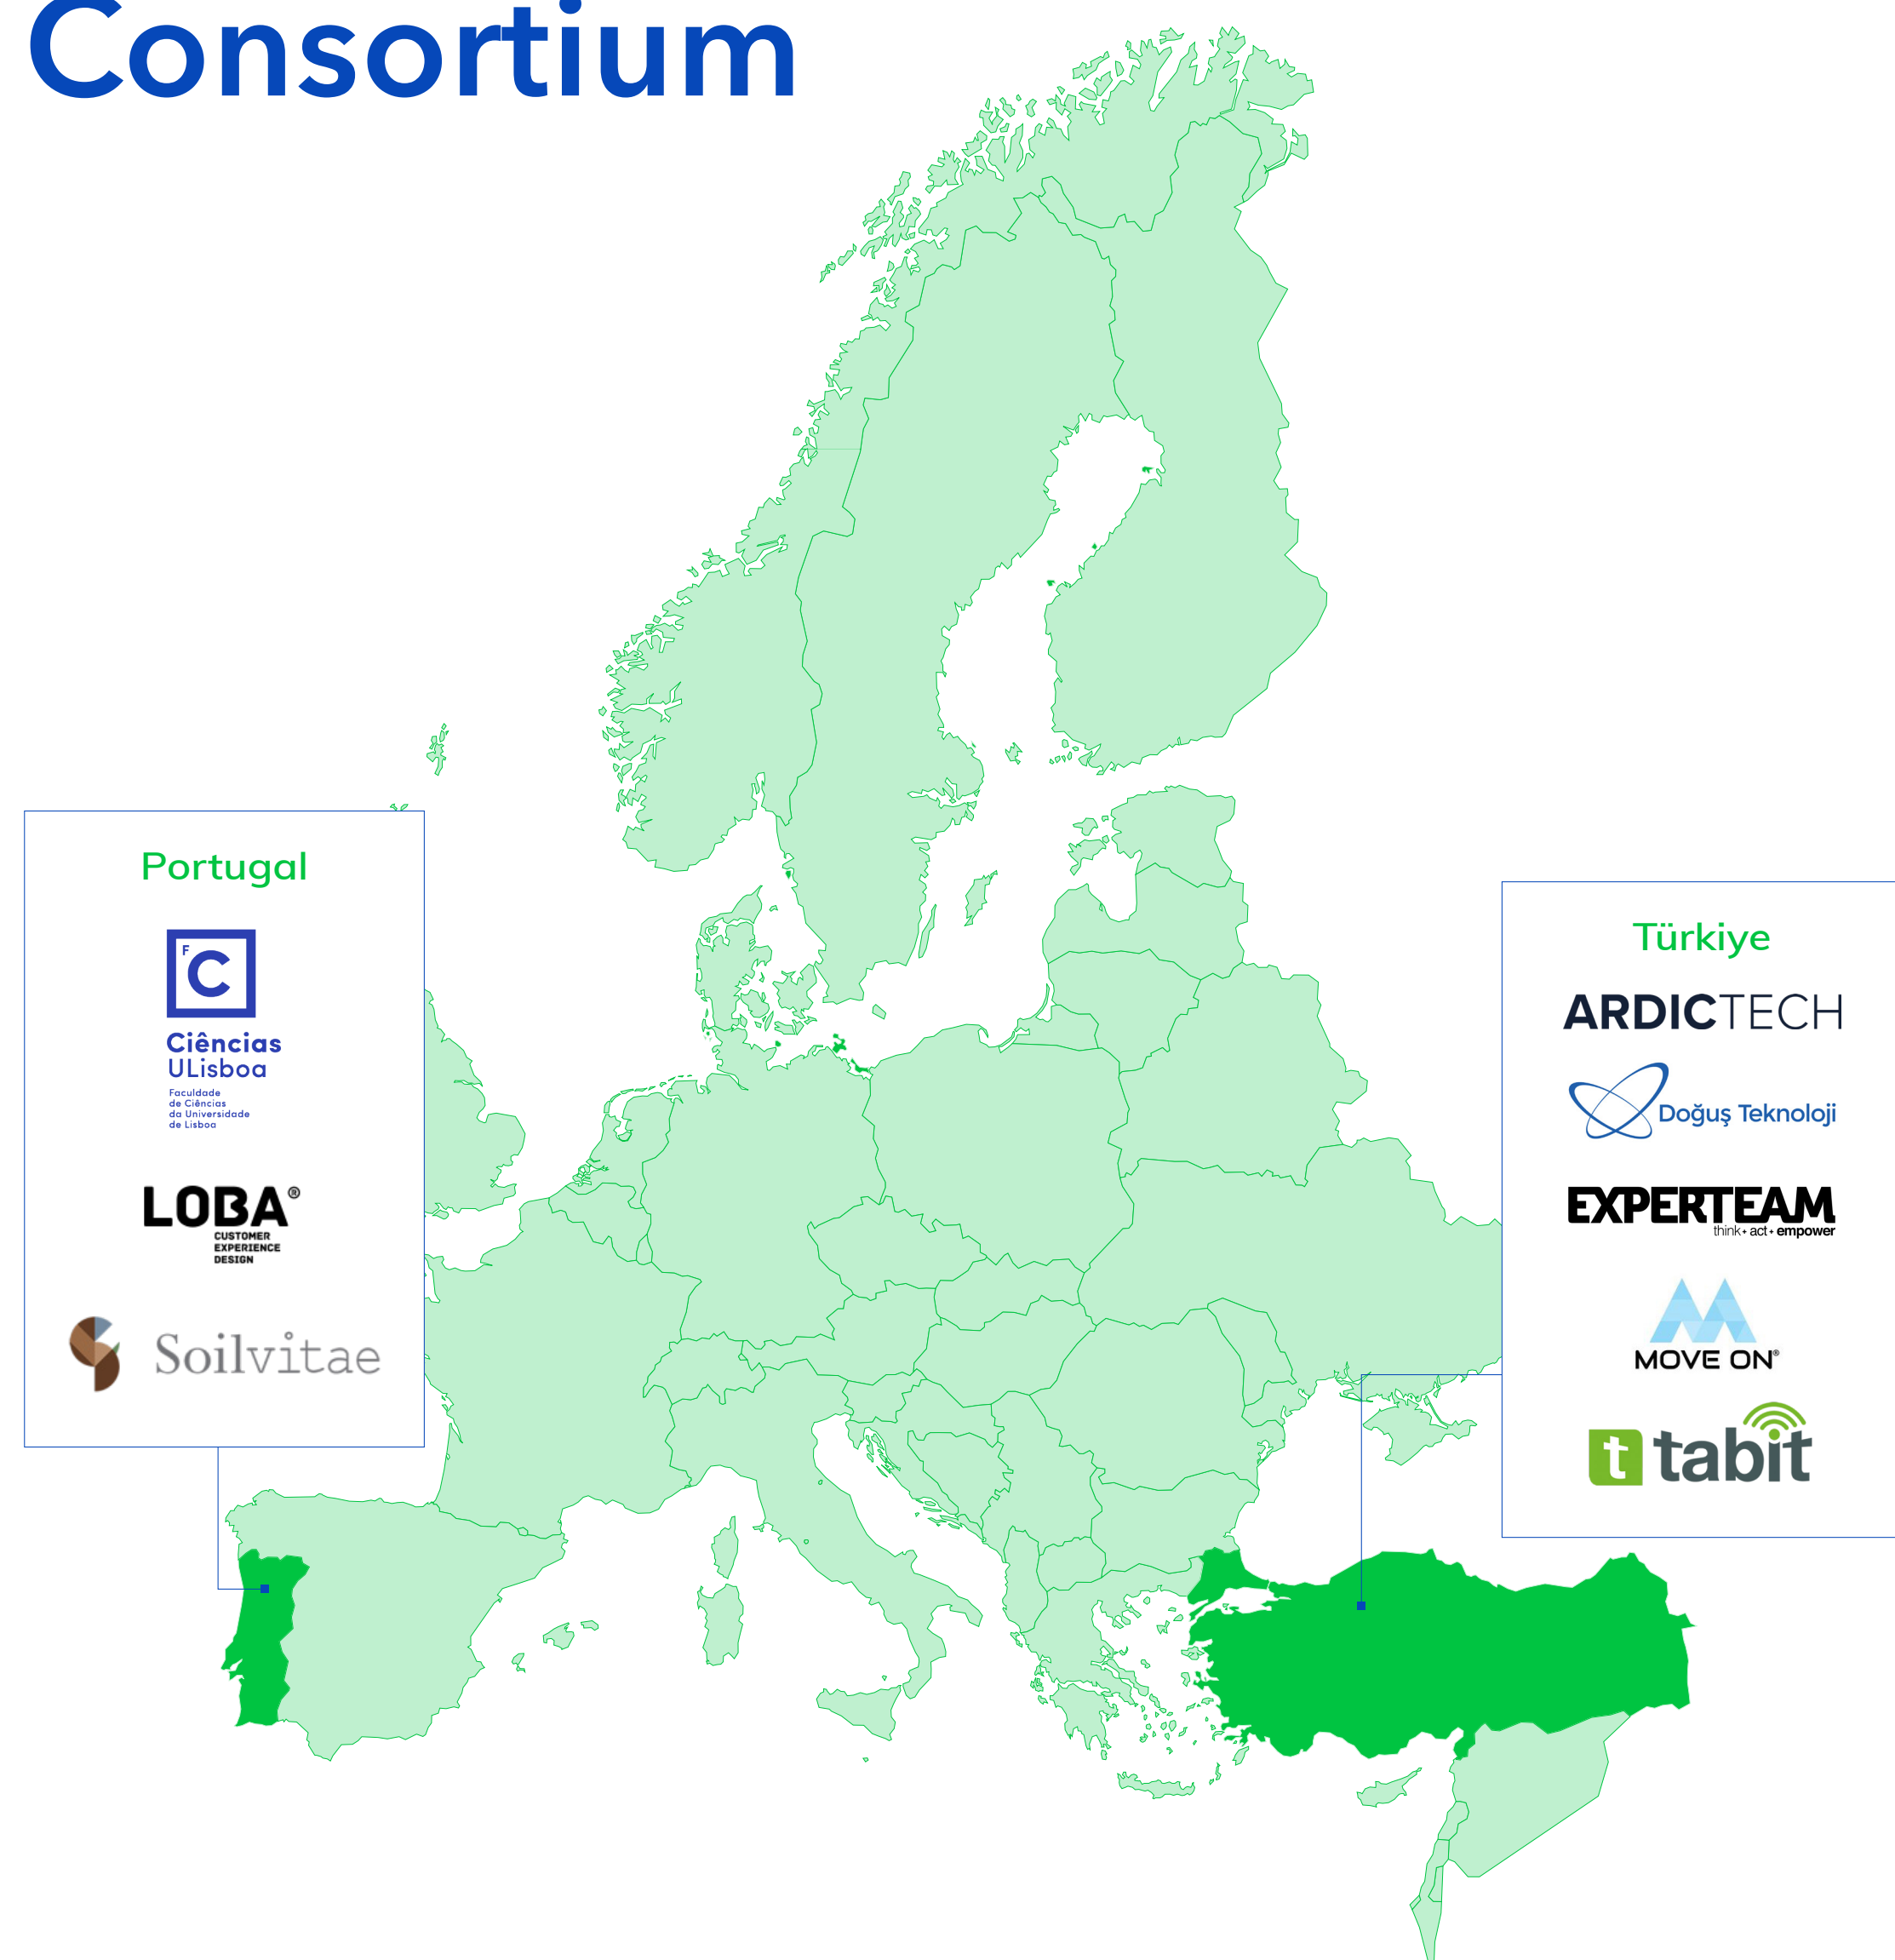 Consortium
Portugal
F
C
Ciências
ULisboa
Faculdade
de Ciências
da Universidade
de Lisboa
LOBA®
CUSTOMER
EXPERIENCE
DESIGN
Soilvitae
Türkiye
ARDICTECH
Doğuş Teknoloji
EXPERTEAM
think+ act+ empower
MOVE ON®
t tabit